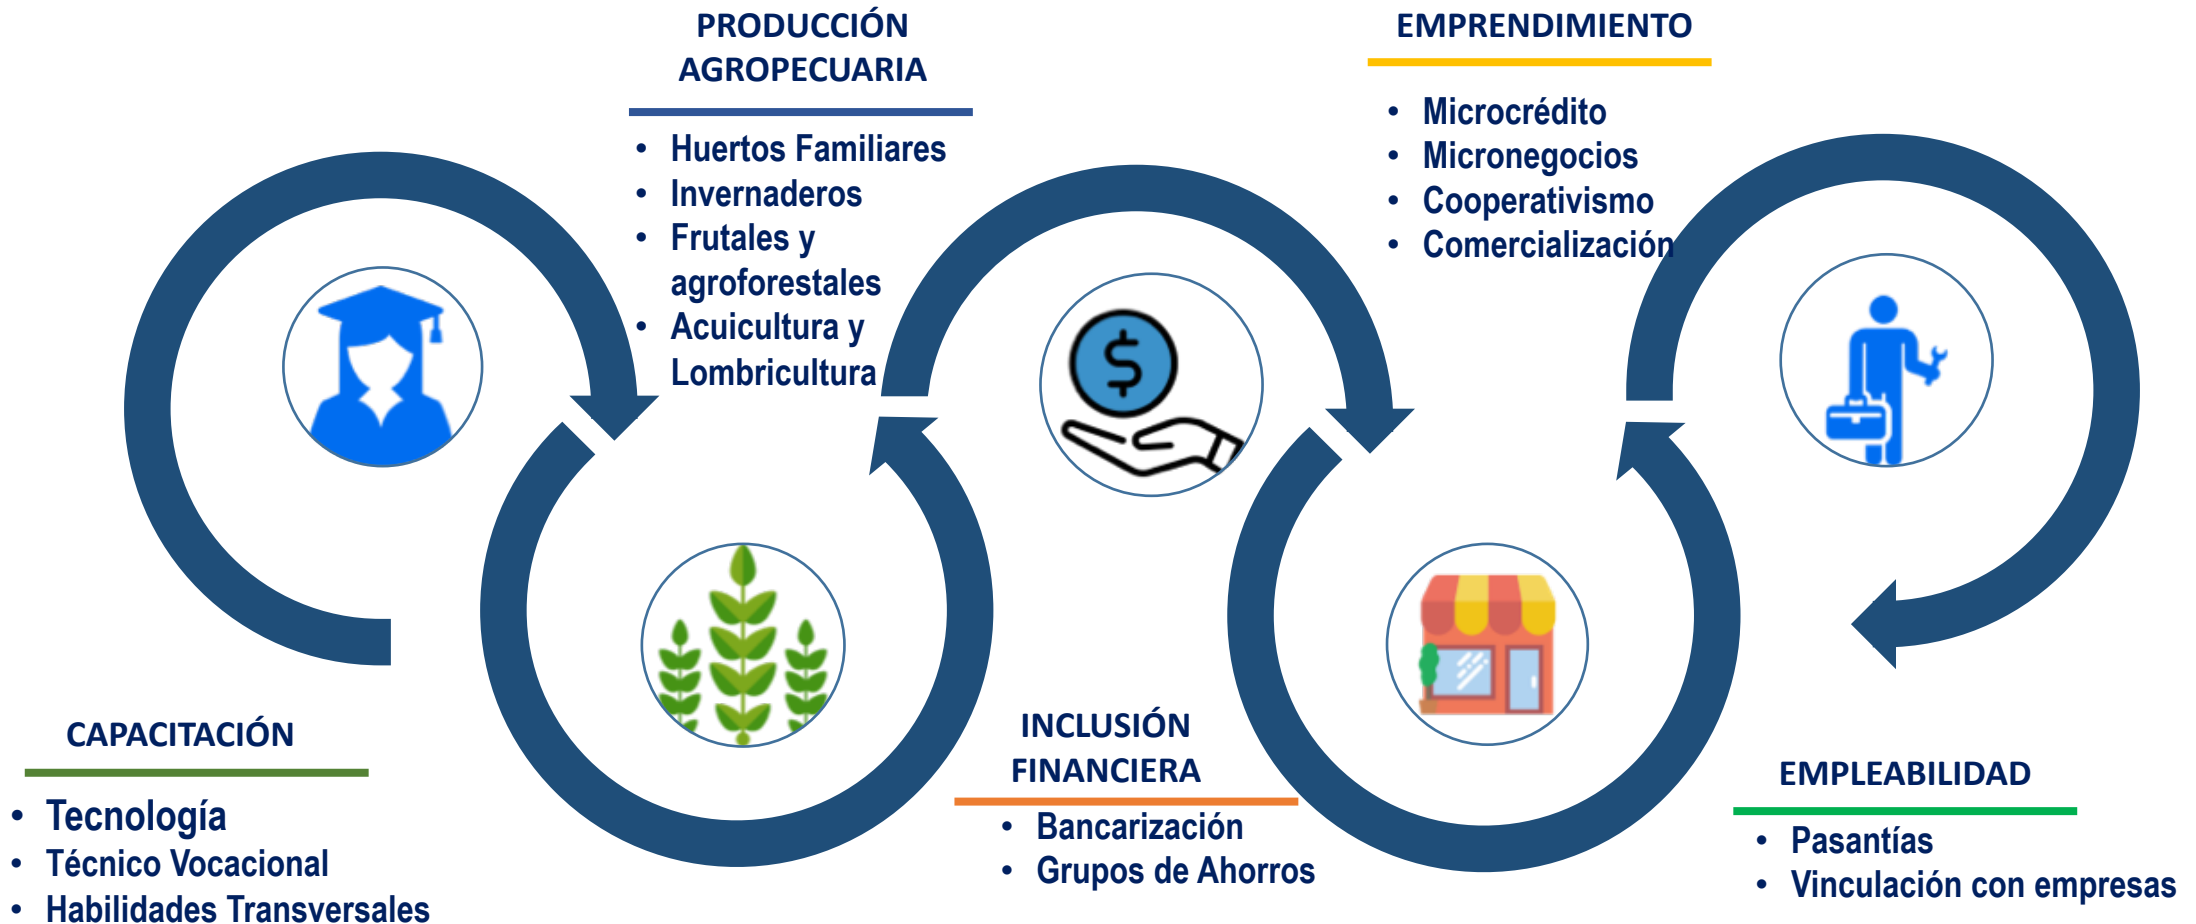 PRODUCCIÓN
AGROPECUARIA
• Huertos Familiares
• Invernaderos
• Frutales y
agroforestales
• Acuicultura y
Lombricultura
EMPRENDIMIENTO
• Microcrédito
• Micronegocios
• Cooperativismo
• Comercialización
$
CAPACITACIÓN
• Tecnología
• Técnico Vocacional
• Habilidades Transversales
INCLUSIÓN
FINANCIERA
• Bancarización
• Grupos de Ahorros
EMPLEABILIDAD
• Pasantías
• Vinculación con empresas